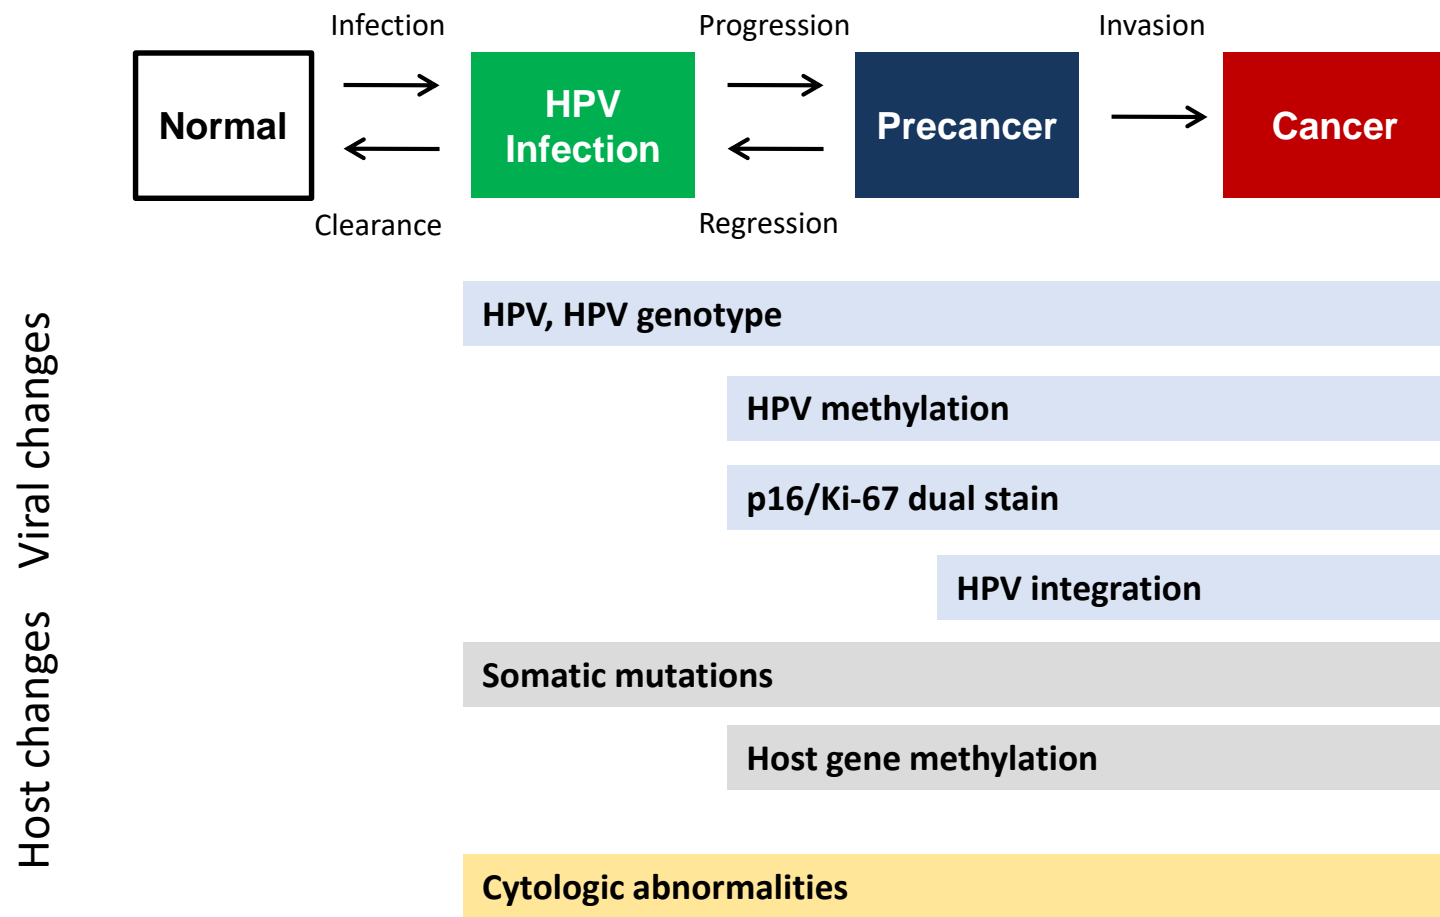 Infection
Progression
Invasion
Normal
HPV
Infection
Precancer
Cancer
Clearance
Regression
Viral changes
HPV, HPV genotype
HPV methylation
p16/Ki-67 dual stain
HPV integration
Host changes
Somatic mutations
Host gene methylation
Cytologic abnormalities